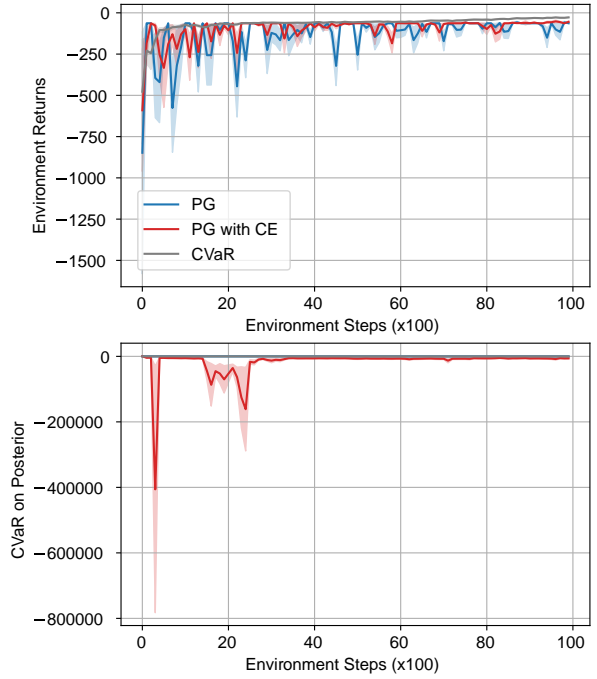 0
−250
−500
−750
−1000
−1250
−1500
Environment Returns
PG
PG with CE
CVaR
0 20 40 60 80 100
Environment Steps (x100)
0
−200000
−400000
−600000
−800000
CVaR on Posterior
0 20 40 60 80 100
Environment Steps (x100)